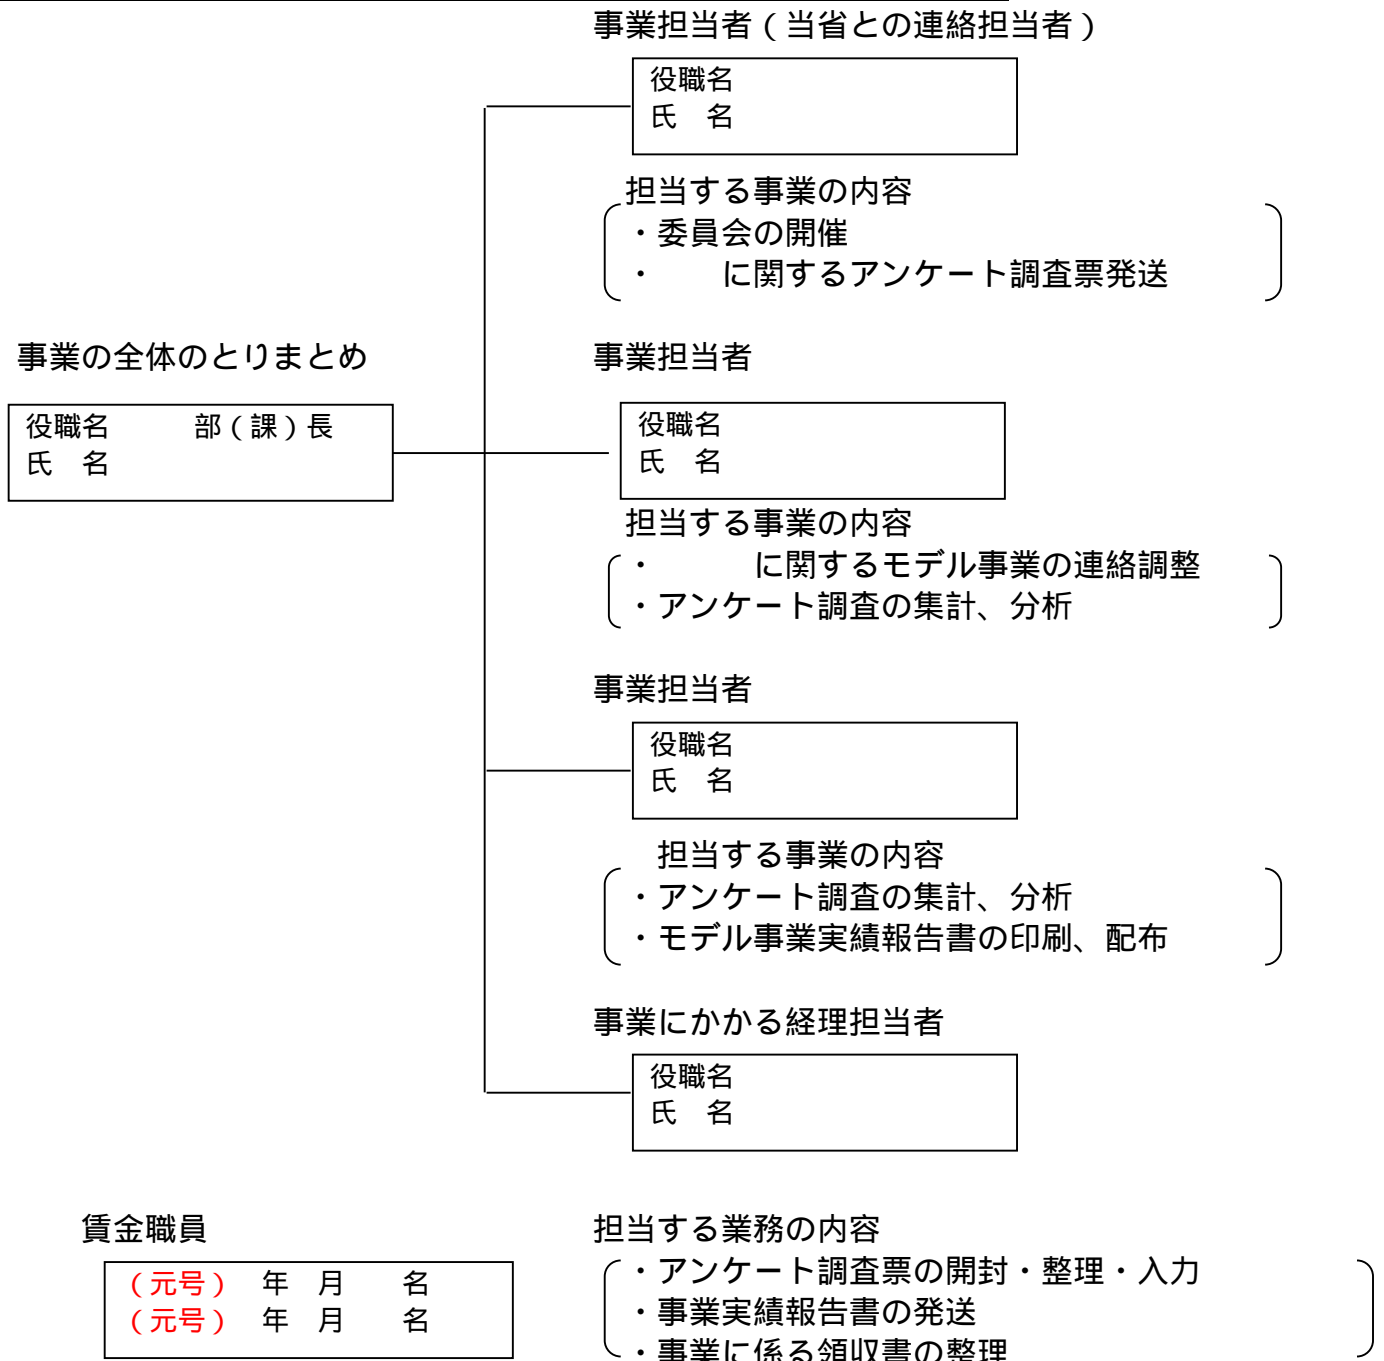 事業担当者（当省との連絡担当者）
役職名
氏　名
担当する事業の内容
・委員会の開催
・　　に関するアンケート調査票発送
事業の全体のとりまとめ
役職名　　　部（課）長
氏　名
事業担当者
役職名
氏　名
担当する事業の内容
・　　　に関するモデル事業の連絡調整
・アンケート調査の集計、分析
事業担当者
役職名
氏　名
担当する事業の内容
・アンケート調査の集計、分析
・モデル事業実績報告書の印刷、配布
事業にかかる経理担当者
役職名
氏　名
賃金職員
（元号）　年　月　　名
（元号）　年　月　　名
担当する業務の内容
・アンケート調査票の開封・整理・入力
・事業実績報告書の発送
・事業に係る領収書の整理